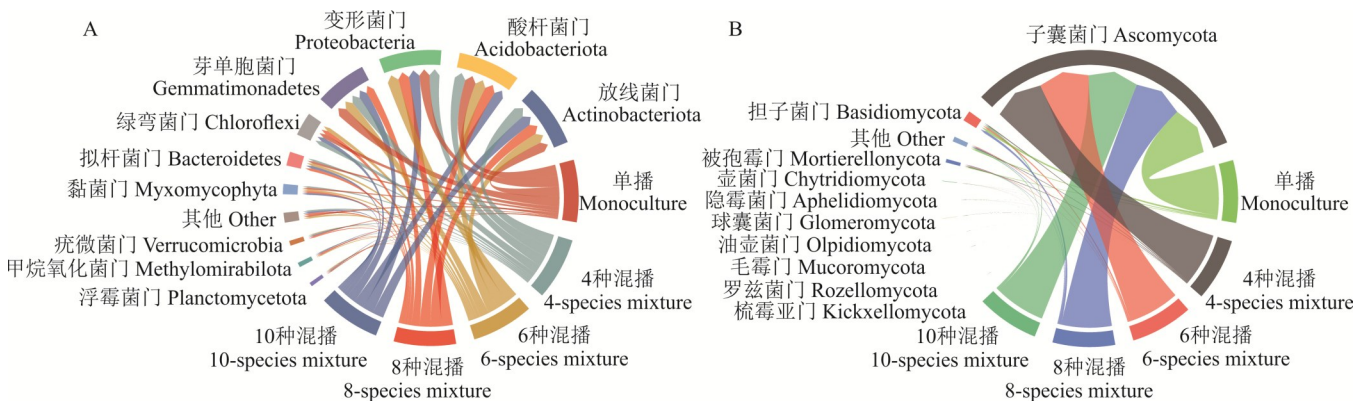 A
变形菌门
Proteobacteria
酸杆菌门
Acidobacteriota
芽单胞菌门
Gemmatimonadetes
放线菌门
Actinobacteriota
绿弯菌门 Chloroflexi
拟杆菌门 Bacteroidetes
黏菌门 Myxomycophyta
其他 Other
疣微菌门 Verrucomicrobia
甲烷氧化菌门 Methylomirabilota
浮霉菌门 Planctomycetota
单播
Monoculture
4种混播
4-species mixture
6种混播
6-species mixture
8种混播
8-species mixture
10种混播
10-species mixture
B
子囊菌门 Ascomycota
担子菌门 Basidiomycota
其他 Other
被孢霉门 Mortierellonycota
壶菌门 Chytridiomycota
隐霉菌门 Aphelidiomycota
球囊菌门 Glomeromycota
油壶菌门 Olpidiomycota
毛霉门 Mucoromycota
罗兹菌门 Rozellomycota
梳霉亚门 Kickxellomycota
单播
Monoculture
4种混播
4-species mixture
6种混播
6-species mixture
8种混播
8-species mixture
10种混播
10-species mixture